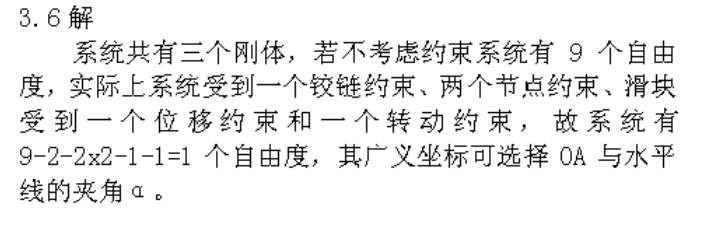 3.6解
系统共有三个刚体，若不考虑约束系统有 9 个自由
度，实际上系统受到一个铰链约束、两个节点约束、滑块
受到一个位移约束和一个转动约束，故系统有
9-2-2x2-1-1=1 个自由度，其广义坐标可选择 OA 与水平
线的夹角α。